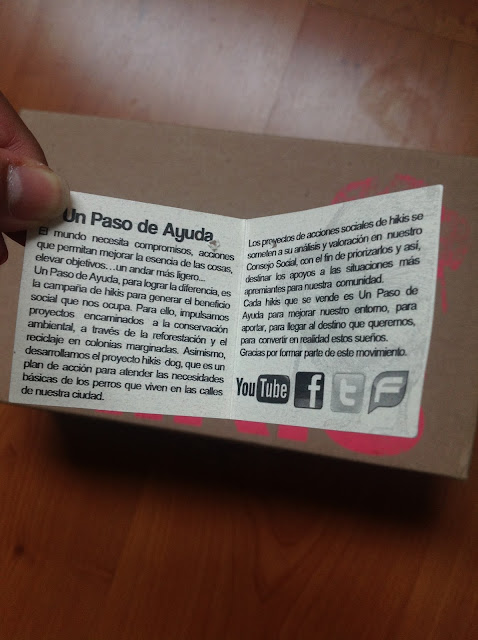 Un Paso de Ayuda
El mundo necesita compromisos, acciones
que permitan mejorar la esencia de las cosas,
elevar objetivos…un andar más ligero...
Un Paso de Ayuda, para lograr la diferencia, es
la campaña de hikis para generar el beneficio
social que nos ocupa. Para ello, impulsamos
proyectos encaminados a la conservación
ambiental, a través de la reforestación y el
reciclaje en colonias marginadas. Asimismo,
desarrollamos el proyecto hikis dog, que es un
plan de acción para atender las necesidades
básicas de los perros que viven en las calles
de nuestra ciudad.
Los proyectos de acciones sociales de hikis se
someten a su análisis y valoración en nuestro
Consejo Social, con el fin de priorizarlos y así,
destinar los apoyos a las situaciones más
apremiantes para nuestra comunidad.
Cada hikis que se vende es Un Paso de
Ayuda para mejorar nuestro entorno, para
aportar, para llegar al destino que queremos,
para convertir en realidad estos sueños.
Gracias por formar parte de este movimiento.
YouTube f t F